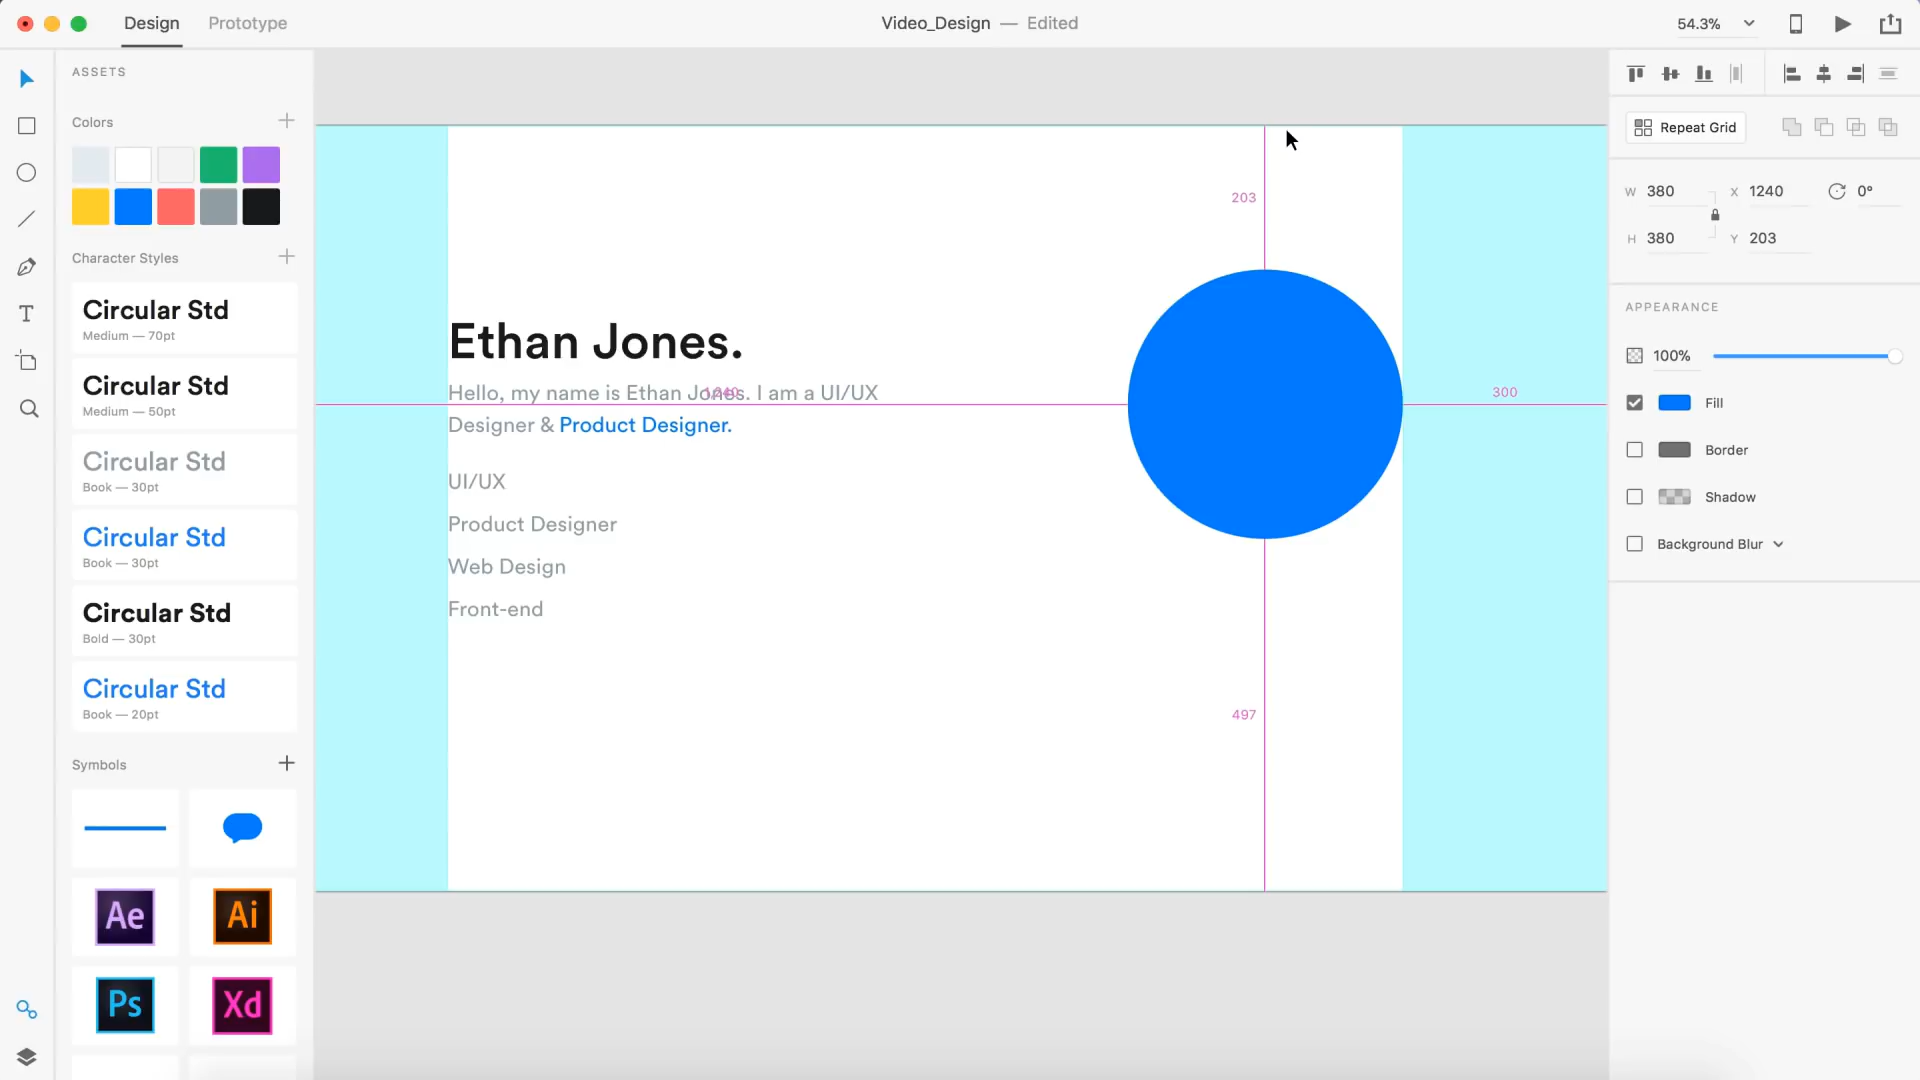 Design
Prototype
Video_Design — Edited
54.3%
ASSETS
Colors
Character Styles
Circular Std
Medium — 70pt
Circular Std
Medium — 50pt
Circular Std
Book — 30pt
Circular Std
Book — 30pt
Circular Std
Bold — 30pt
Circular Std
Book — 20pt
Symbols
Ae
Ai
Ps
Xd
203
Ethan Jones.
Hello, my name is Ethan Jones. I am a UI/UX
1,240
300
Designer & Product Designer.
UI/UX
Product Designer
Web Design
Front-end
497
Repeat Grid
W 380
X 1240
0°
H 380
Y 203
APPEARANCE
100%
Fill
Border
Shadow
Background Blur